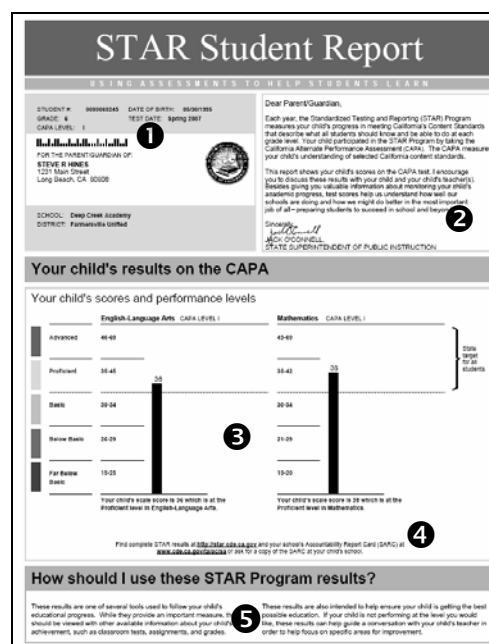 STAR Student Report
USING ASSESSMENTS TO HELP STUDENTS LEARN
STUDENT #: DATE OF BIRTH:
GRADE: 6 TEST DATE: Spring 2007
CAPA LEVEL: I
❶
FOR THE PARENT/GUARDIAN OF:
STEVE R HINES
1231 Main Street
Long Beach, CA
SCHOOL: Deep Creek Academy
DISTRICT: Farmersville Unified
Dear Parent/Guardian,
Each year, the Standardized Testing and Reporting (STAR) Program
measures your child's progress in meeting California's Content Standards
that describe what all students should know and be able to do at each
grade level. Your child participated in the STAR Program by taking the
California Alternate Performance Assessment (CAPA). The CAPA measures
your child's understanding of selected California content standards.
This report shows your child's scores on the CAPA test. I encourage
you to discuss these results with your child and your child's teacher(s).
Besides giving you valuable information about monitoring your child's
academic progress, test scores help us understand how well our
schools are doing and how we might do better in the most important
job of all—preparing students to succeed in school and beyond.
❷
Sincerely,
JACK O'CONNELL
STATE SUPERINTENDENT OF PUBLIC INSTRUCTION
Your child's results on the CAPA
Your child's scores and performance levels
English-Language Arts CAPA LEVEL I Mathematics CAPA LEVEL I
Advanced 46-60 43-60
State
target
for all
students
Proficient 35-45 35-42
36 38
Basic 30-34 30-34
❸
Below Basic 26-29 21-29
Far Below
Basic
15-25 15-20
Your child's scale score is 36 which is at the
Proficient level in English-Language Arts.
Your child's scale score is 38 which is at the
Proficient level in Mathematics.
❹
Find complete STAR results at http://star.cde.ca.gov and your school's Accountability Report Card (SARC) at
www.cde.ca.gov/ta/ac/sa or ask for a copy of the SARC at your child's school.
How should I use these STAR Program results?
These results are one of several tools used to follow your child's
educational progress. While they provide an important measure, they
should be viewed with other available information about your child's
achievement, such as classroom tests, assignments, and grades.
❺
These results are also intended to help ensure your child is getting the best
possible education. If your child is not performing at the level you would
like, these results can help guide a conversation with your child's teacher in
order to help focus on specific areas for improvement.